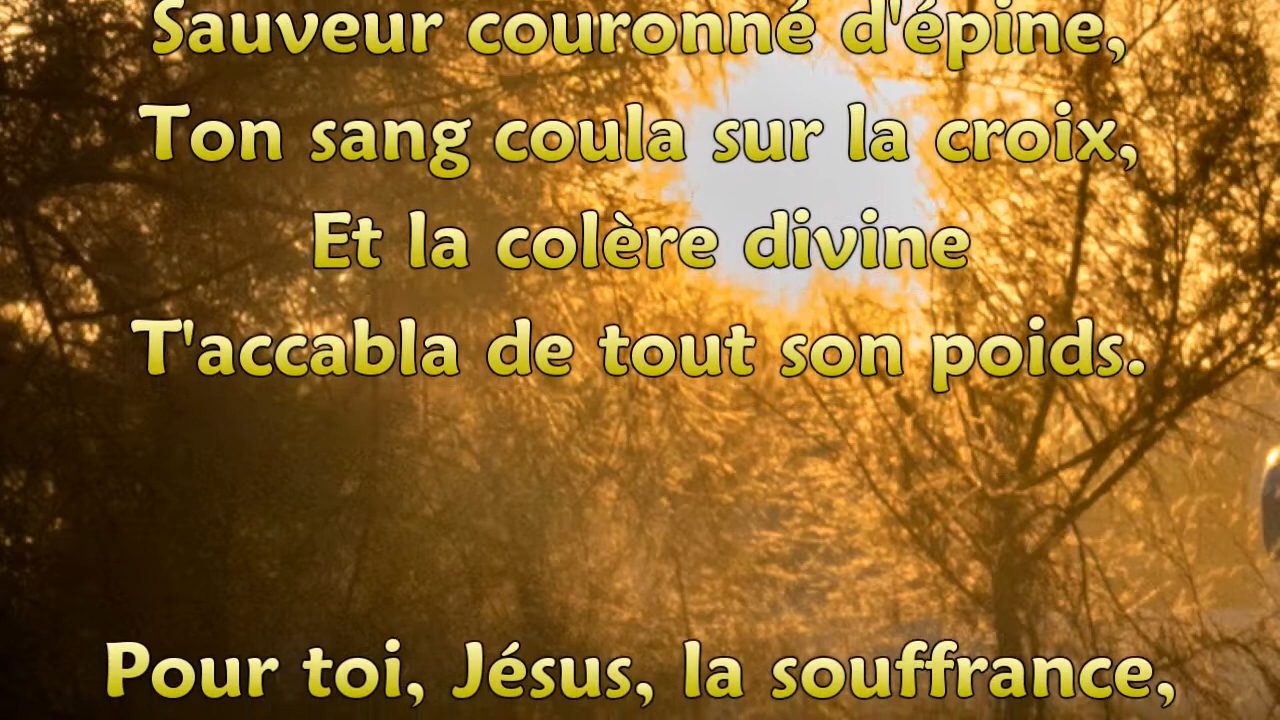 Sauveur couronné d'épine,
Ton sang coula sur la croix,
Et la colère divine
T'accabla de tout son poids.
Pour toi, Jésus, la souffrance,